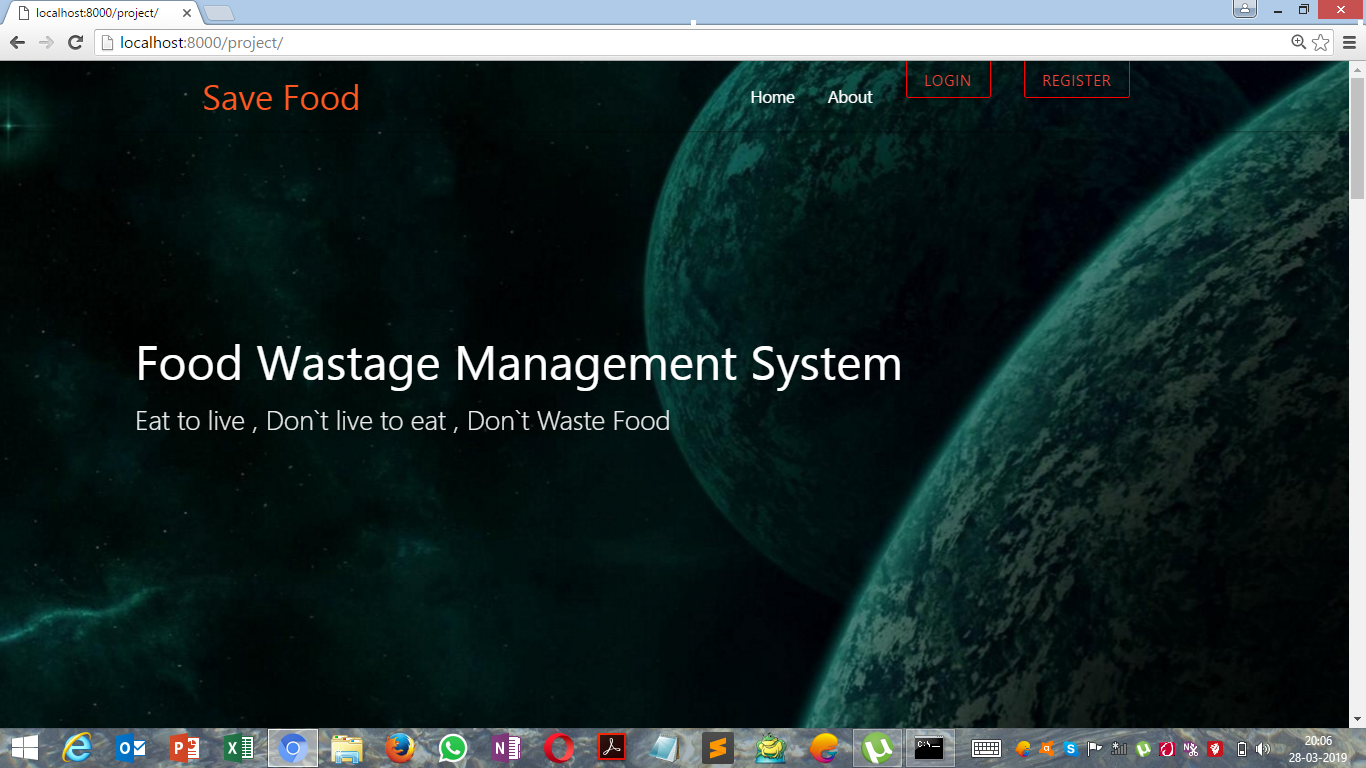 localhost:8000/project/
localhost:8000/project/
Save Food
Home
About
LOGIN
REGISTER
Food Wastage Management System
Eat to live , Don`t live to eat , Don`t Waste Food
20:06
28-03-2019